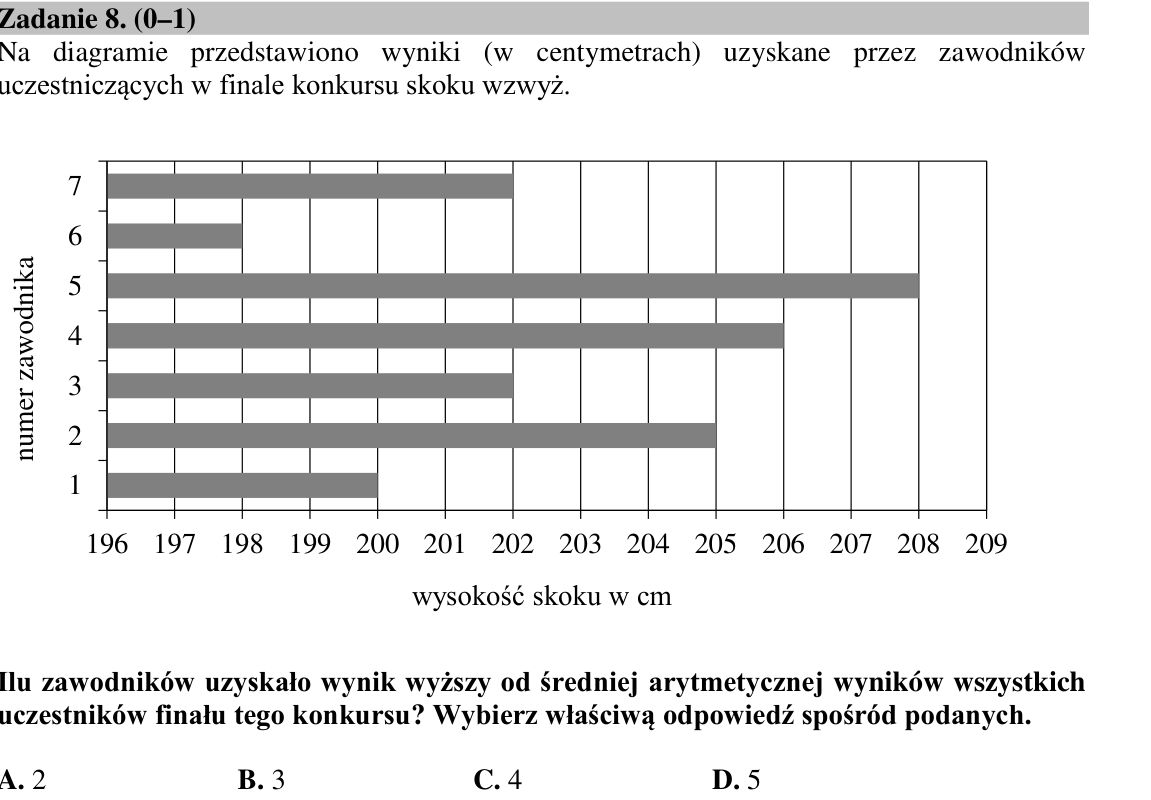 Zadanie 8. (0–1)
Na diagramie przedstawiono wyniki (w centymetrach) uzyskane przez zawodników
uczestniczących w finale konkursu skoku wzwyż.
7
6
5
4
3
2
1
numer zawodnika
196 197 198 199 200 201 202 203 204 205 206 207 208 209
wysokość skoku w cm
Ilu zawodników uzyskało wynik wyższy od średniej arytmetycznej wyników wszystkich
uczestników finału tego konkursu? Wybierz właściwą odpowiedź spośród podanych.
A. 2 B. 3 C. 4 D. 5